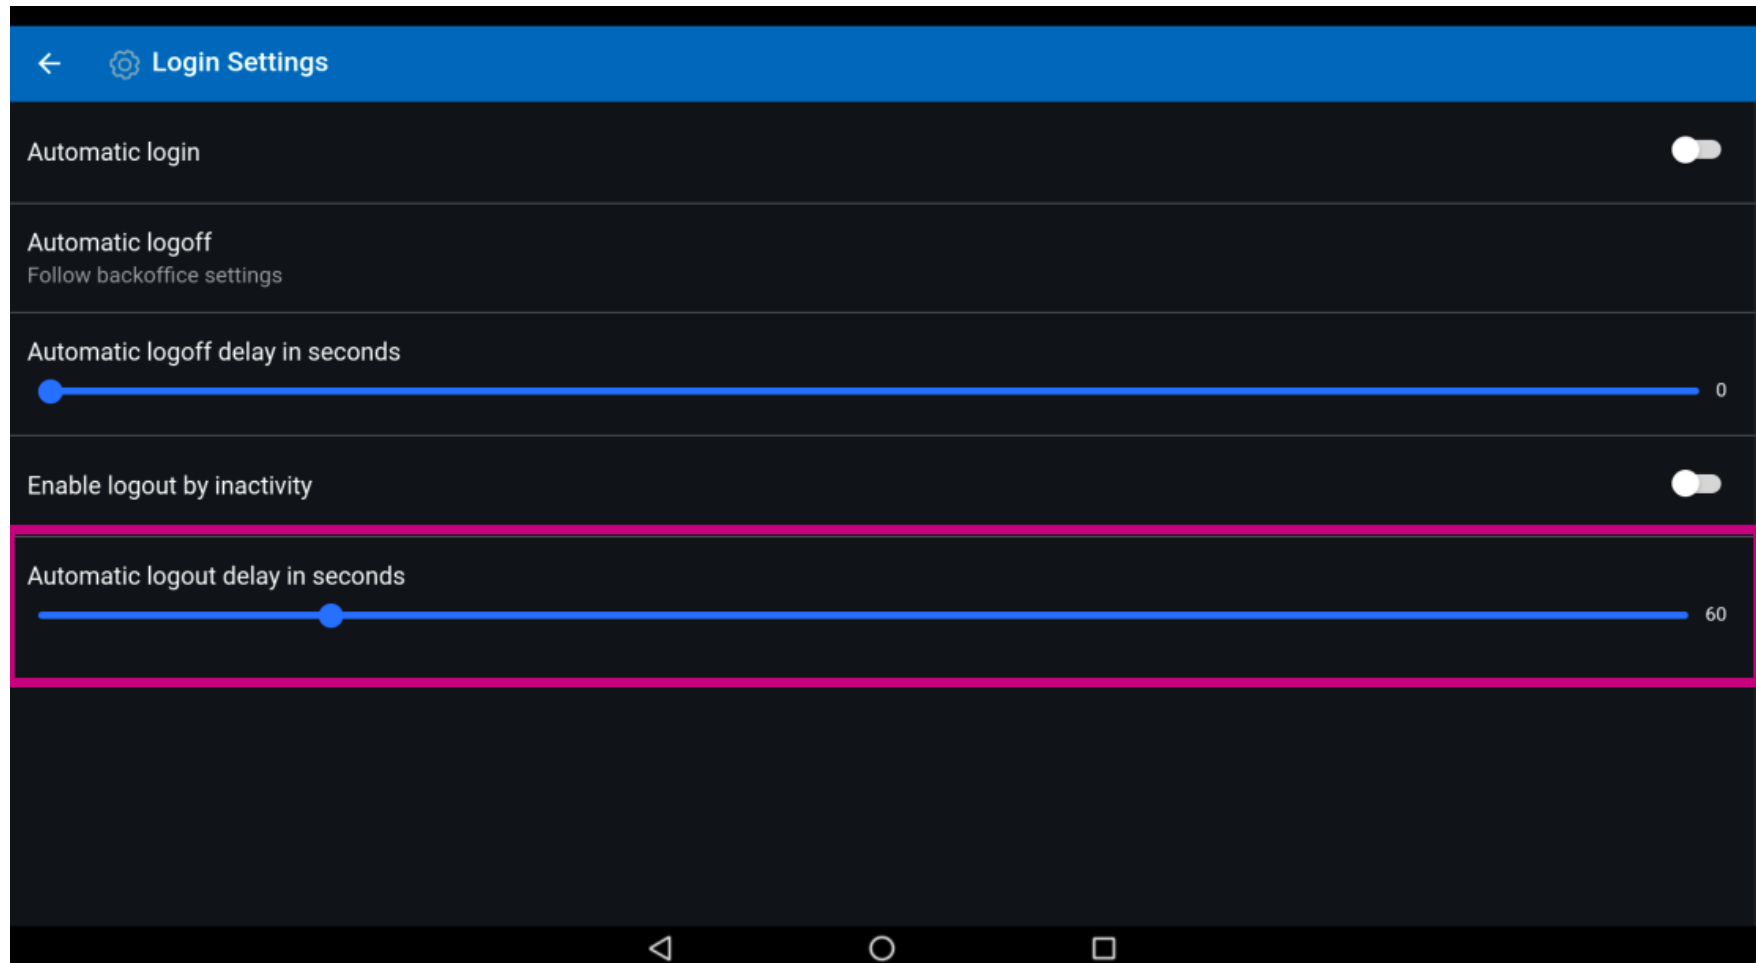 Login Settings
Automatic login
Automatic logoff
Follow backoffice settings
Automatic logoff delay in seconds
0
Enable logout by inactivity
Automatic logout delay in seconds
60